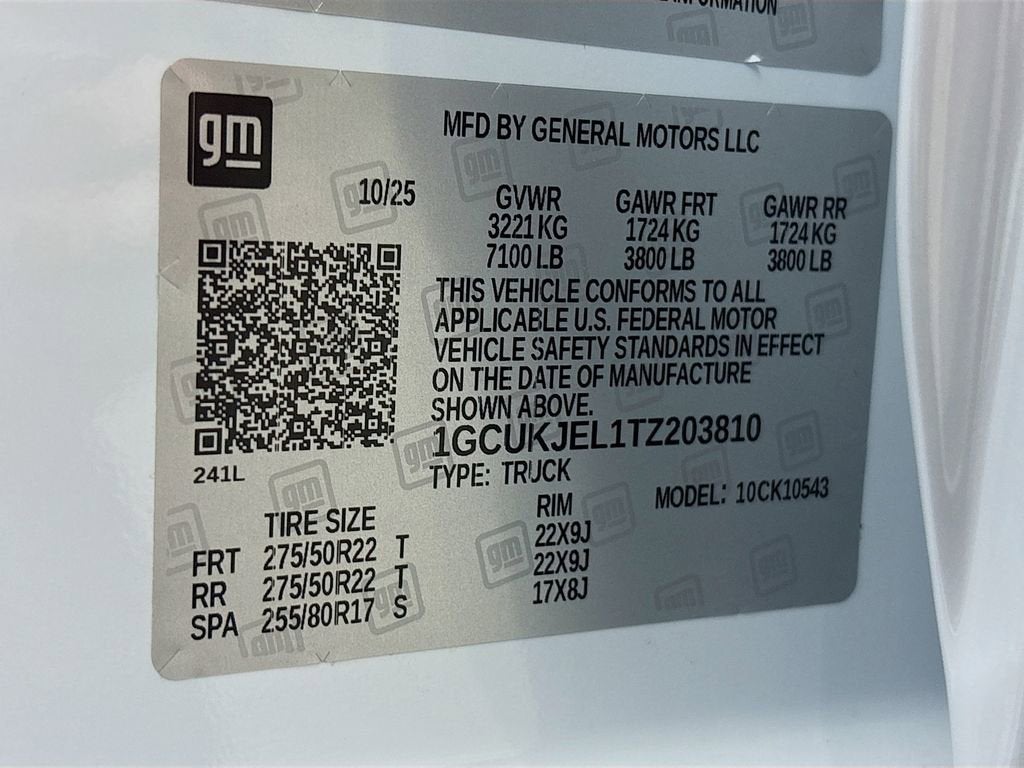 INFORMATION
gm
MFD BY GENERAL MOTORS LLC
10/25
GVWR GAWR FRT GAWR RR
3221 KG 1724 KG 1724 KG
7100 LB 3800 LB 3800 LB
THIS VEHICLE CONFORMS TO ALL
APPLICABLE U.S. FEDERAL MOTOR
VEHICLE SAFETY STANDARDS IN EFFECT
ON THE DATE OF MANUFACTURE
SHOWN ABOVE.
1GCUKJEL1TZ203810
241L
TYPE: TRUCK
MODEL: 10CK10543
TIRE SIZE RIM
FRT 275/50R22 T 22X9J
RR 275/50R22 T 22X9J
SPA 255/80R17 S 17X8J